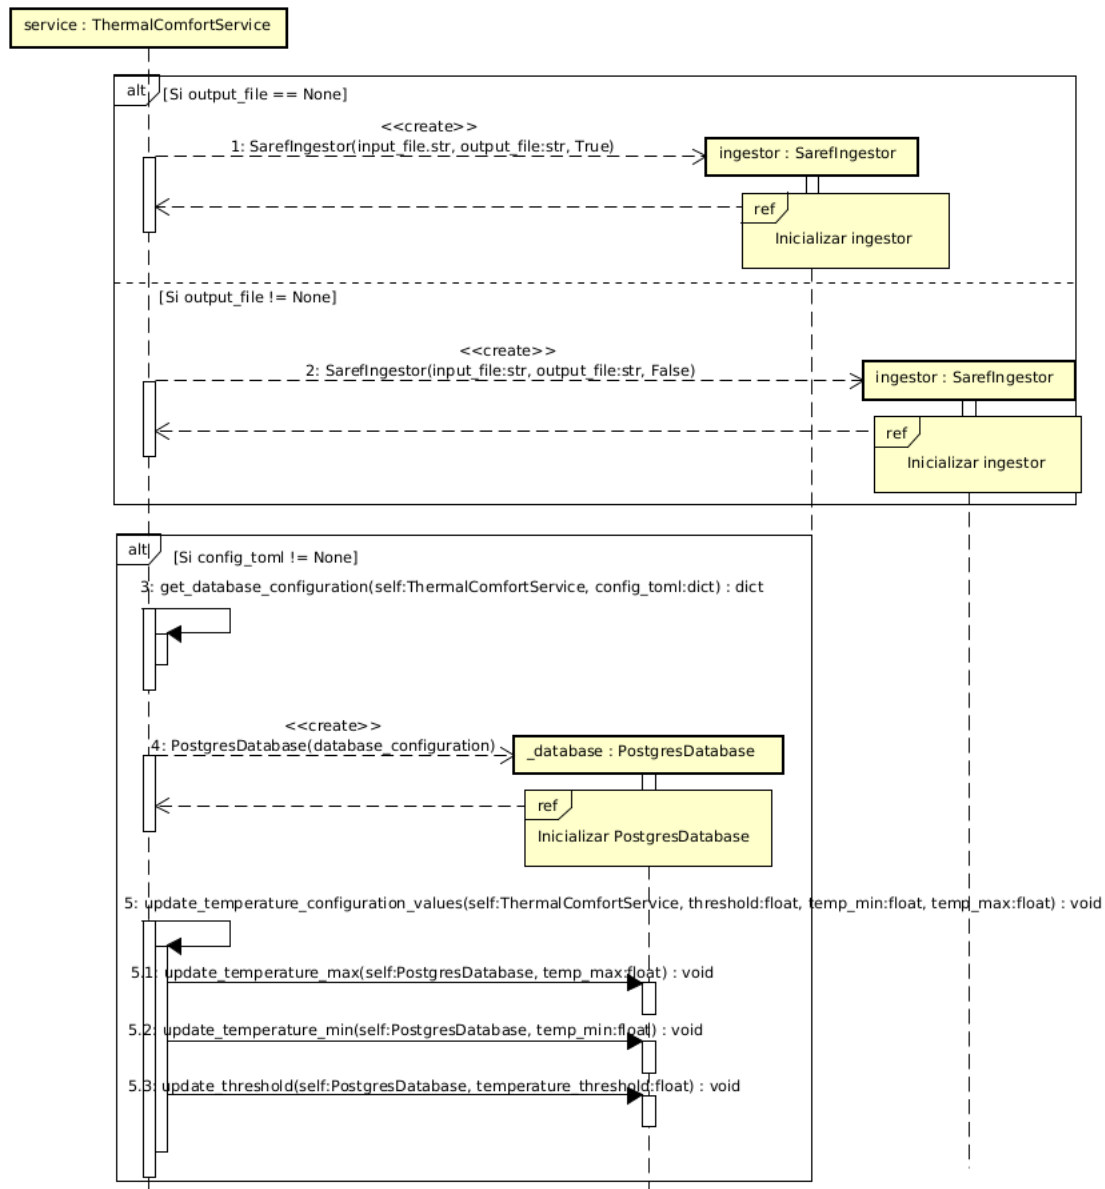 service : ThermalComfortService
alt
[Si output_file == None]
<<create>>
1: SarefIngestor(input_file.str, output_file:str, True)
ingestor : SarefIngestor
ref
Inicializar ingestor
[Si output_file != None]
<<create>>
2: SarefIngestor(input_file:str, output_file:str, False)
ingestor : SarefIngestor
ref
Inicializar ingestor
alt
[Si config_toml != None]
3: get_database_configuration(self:ThermalComfortService, config_toml:dict) : dict
<<create>>
4: PostgresDatabase(database_configuration)
_database : PostgresDatabase
ref
Inicializar PostgresDatabase
5: update_temperature_configuration_values(self:ThermalComfortService, threshold:float, temp_min:float, temp_max:float) : void
5.1: update_temperature_max(self:PostgresDatabase, temp_max:float) : void
5.2: update_temperature_min(self:PostgresDatabase, temp_min:float) : void
5.3: update_threshold(self:PostgresDatabase, temperature_threshold:float) : void